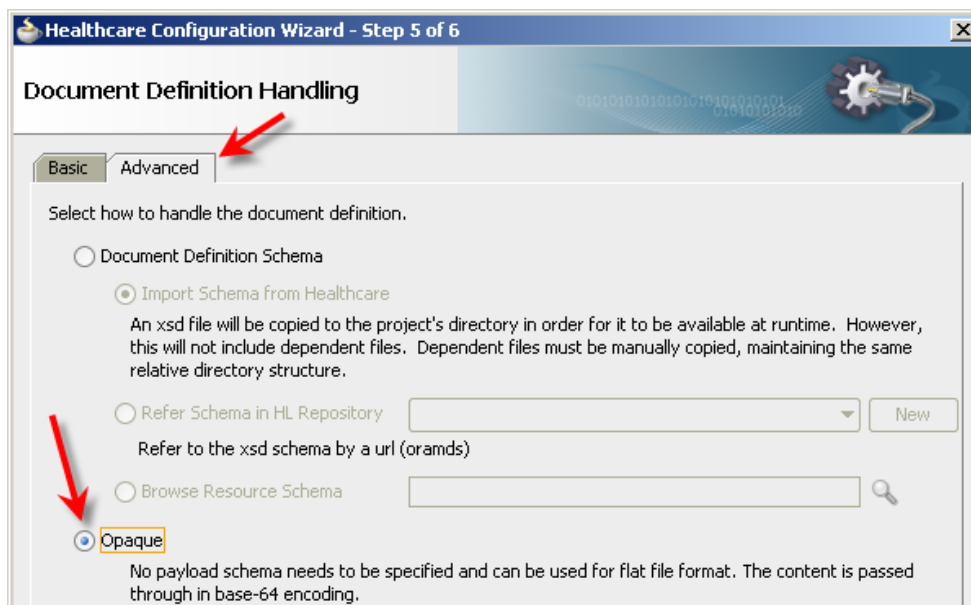 Healthcare Configuration Wizard - Step 5 of 6
Document Definition Handling
0101010101010101010101010101
01010101010
Basic
Advanced
Select how to handle the document definition.
Document Definition Schema
Import Schema from Healthcare
An xsd file will be copied to the project's directory in order for it to be available at runtime. However,
this will not include dependent files. Dependent files must be manually copied, maintaining the same
relative directory structure.
Refer Schema in HL Repository
New
Refer to the xsd schema by a url (oramds)
Browse Resource Schema
Opaque
No payload schema needs to be specified and can be used for flat file format. The content is passed
through in base-64 encoding.